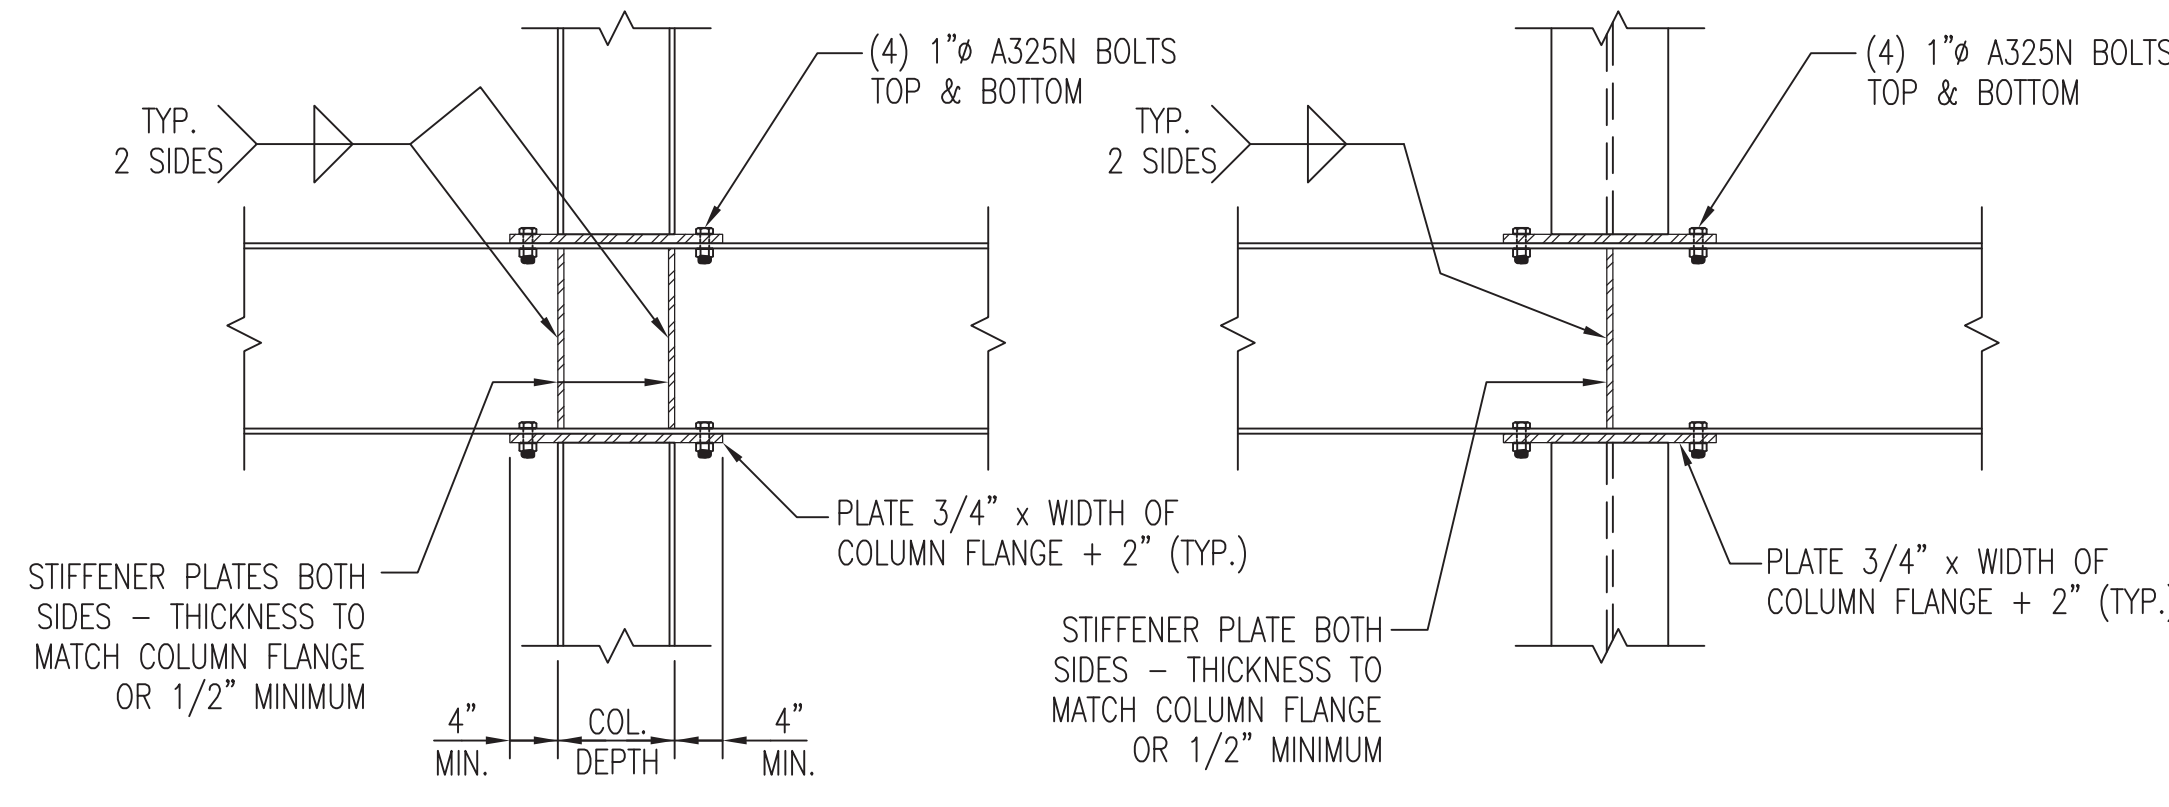 (4) 1"ø A325N BOLTS
TOP & BOTTOM
TYP.
2 SIDES
PLATE 3/4" x WIDTH OF
COLUMN FLANGE + 2" (TYP.)
STIFFENER PLATES BOTH
SIDES – THICKNESS TO
MATCH COLUMN FLANGE
OR 1/2" MINIMUM
4"
MIN.
COL.
DEPTH
4"
MIN.
(4) 1"ø A325N BOLTS
TOP & BOTTOM
TYP.
2 SIDES
PLATE 3/4" x WIDTH OF
COLUMN FLANGE + 2" (TYP.)
STIFFENER PLATE BOTH
SIDES – THICKNESS TO
MATCH COLUMN FLANGE
OR 1/2" MINIMUM